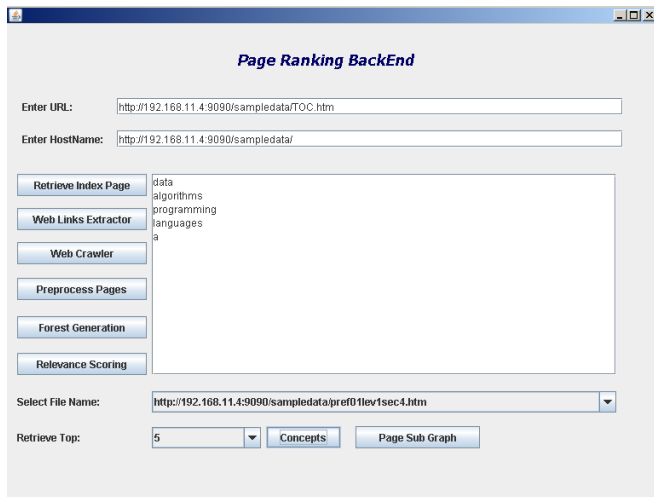 Page Ranking BackEnd
Enter URL: http://192.168.11.4:9090/sampledata/TOC.htm
Enter HostName: http://192.168.11.4:9090/sampledata/
Retrieve Index Page
Web Links Extractor
Web Crawler
Preprocess Pages
Forest Generation
Relevance Scoring
data
algorithms
programming
languages
a
Select File Name: http://192.168.11.4:9090/sampledata/pref01lev1sec4.htm
Retrieve Top: 5 Concepts Page Sub Graph